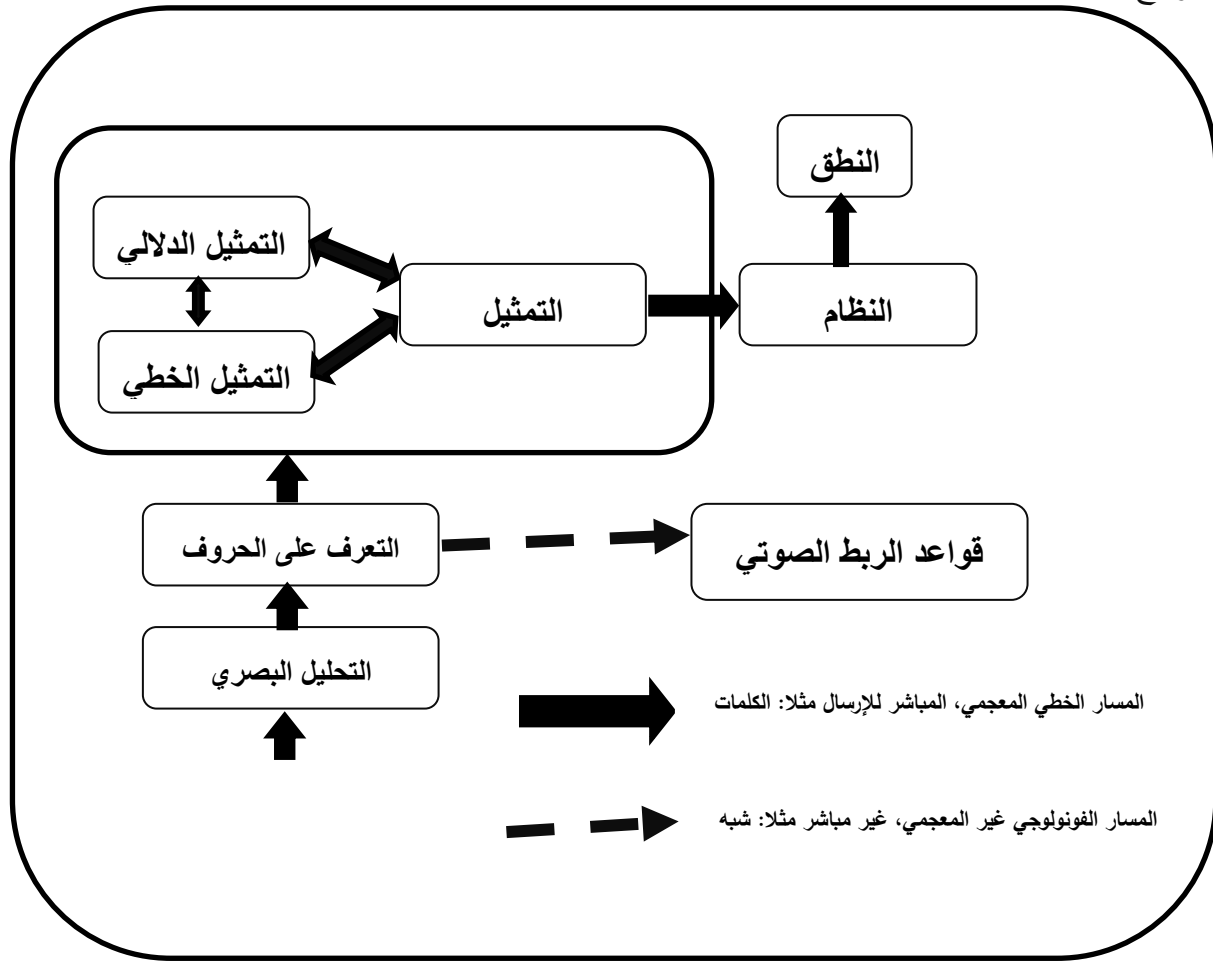 النطق
التمثيل الدلالي
التمثيل
النظام
التمثيل الخطي
التعرف على الحروف
قواعد الربط الصوتي
التحليل البصري
المسار الخطي المعجمي، المباشر للإرسال مثلا: الكلمات
المسار الفونولوجي غير المعجمي، غير مباشر مثلا: شبه